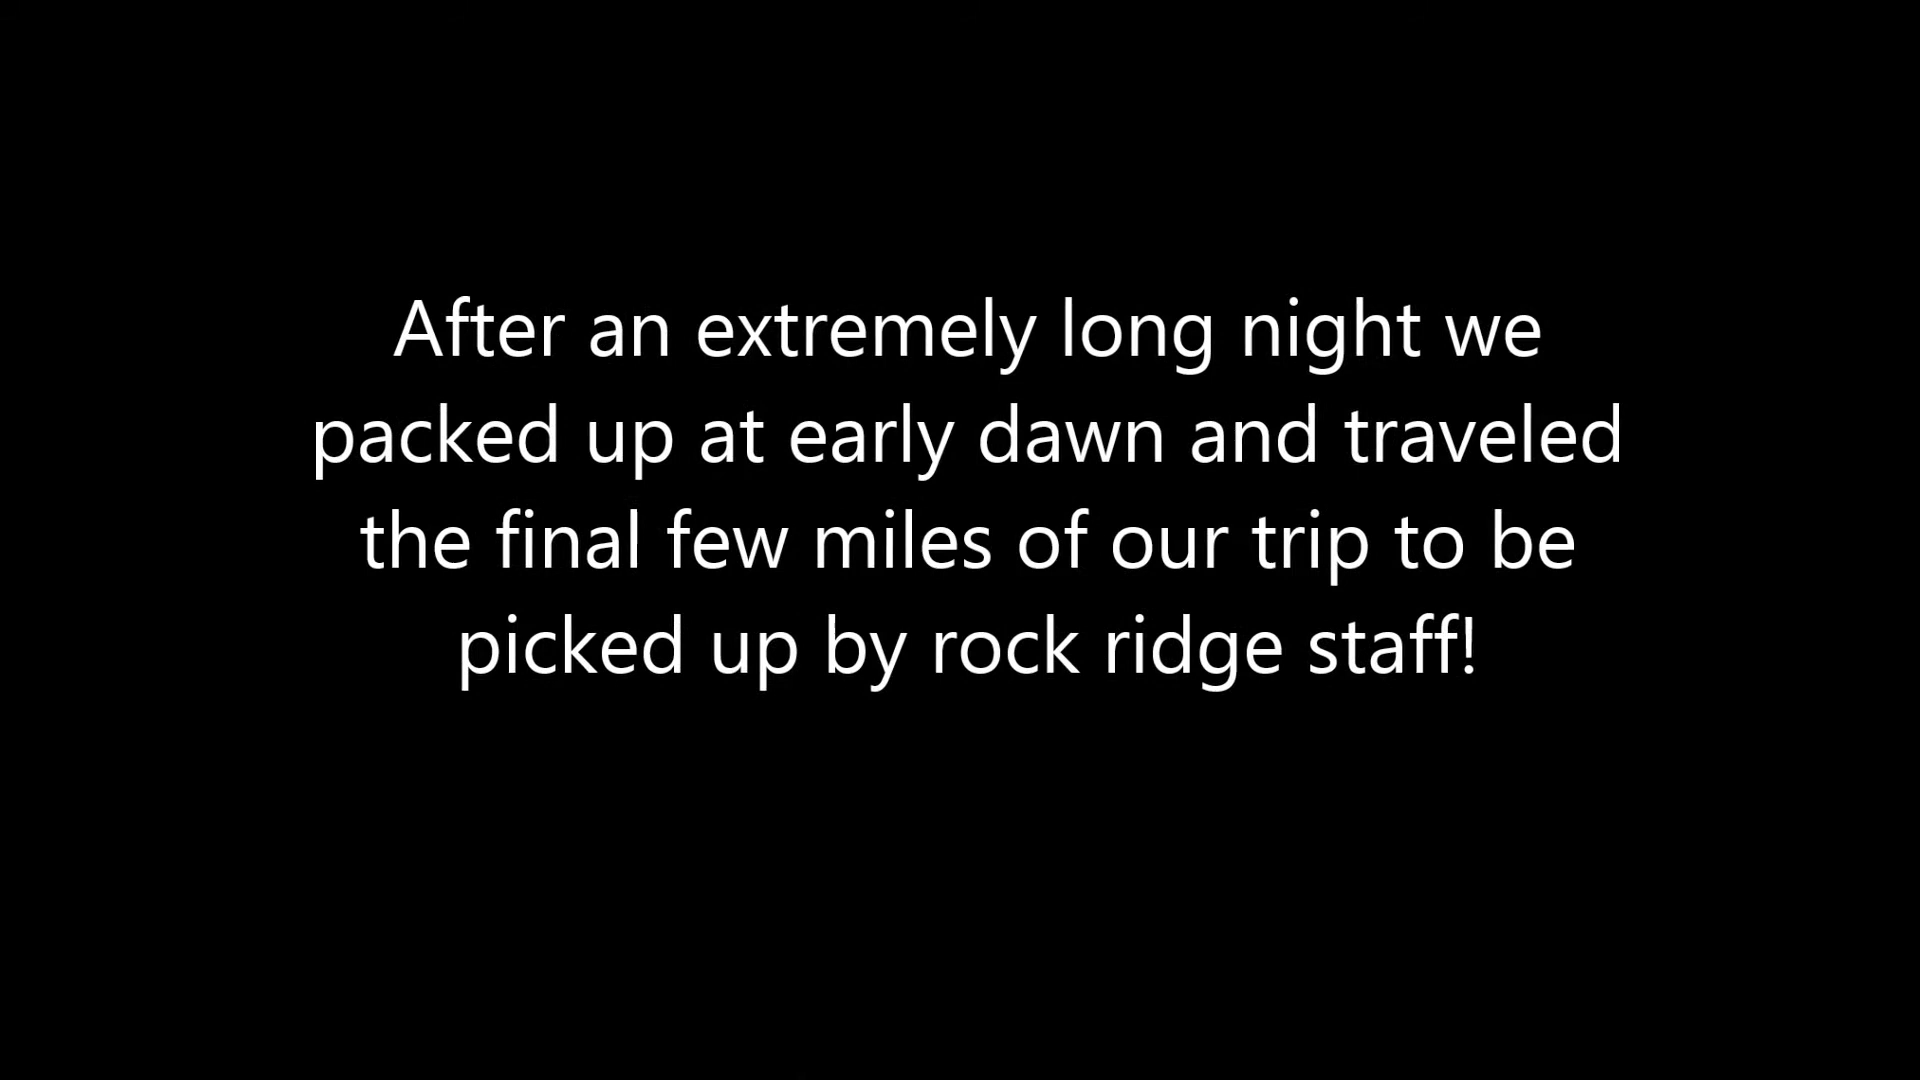 After an extremely long night we
packed up at early dawn and traveled
the final few miles of our trip to be
picked up by rock ridge staff!